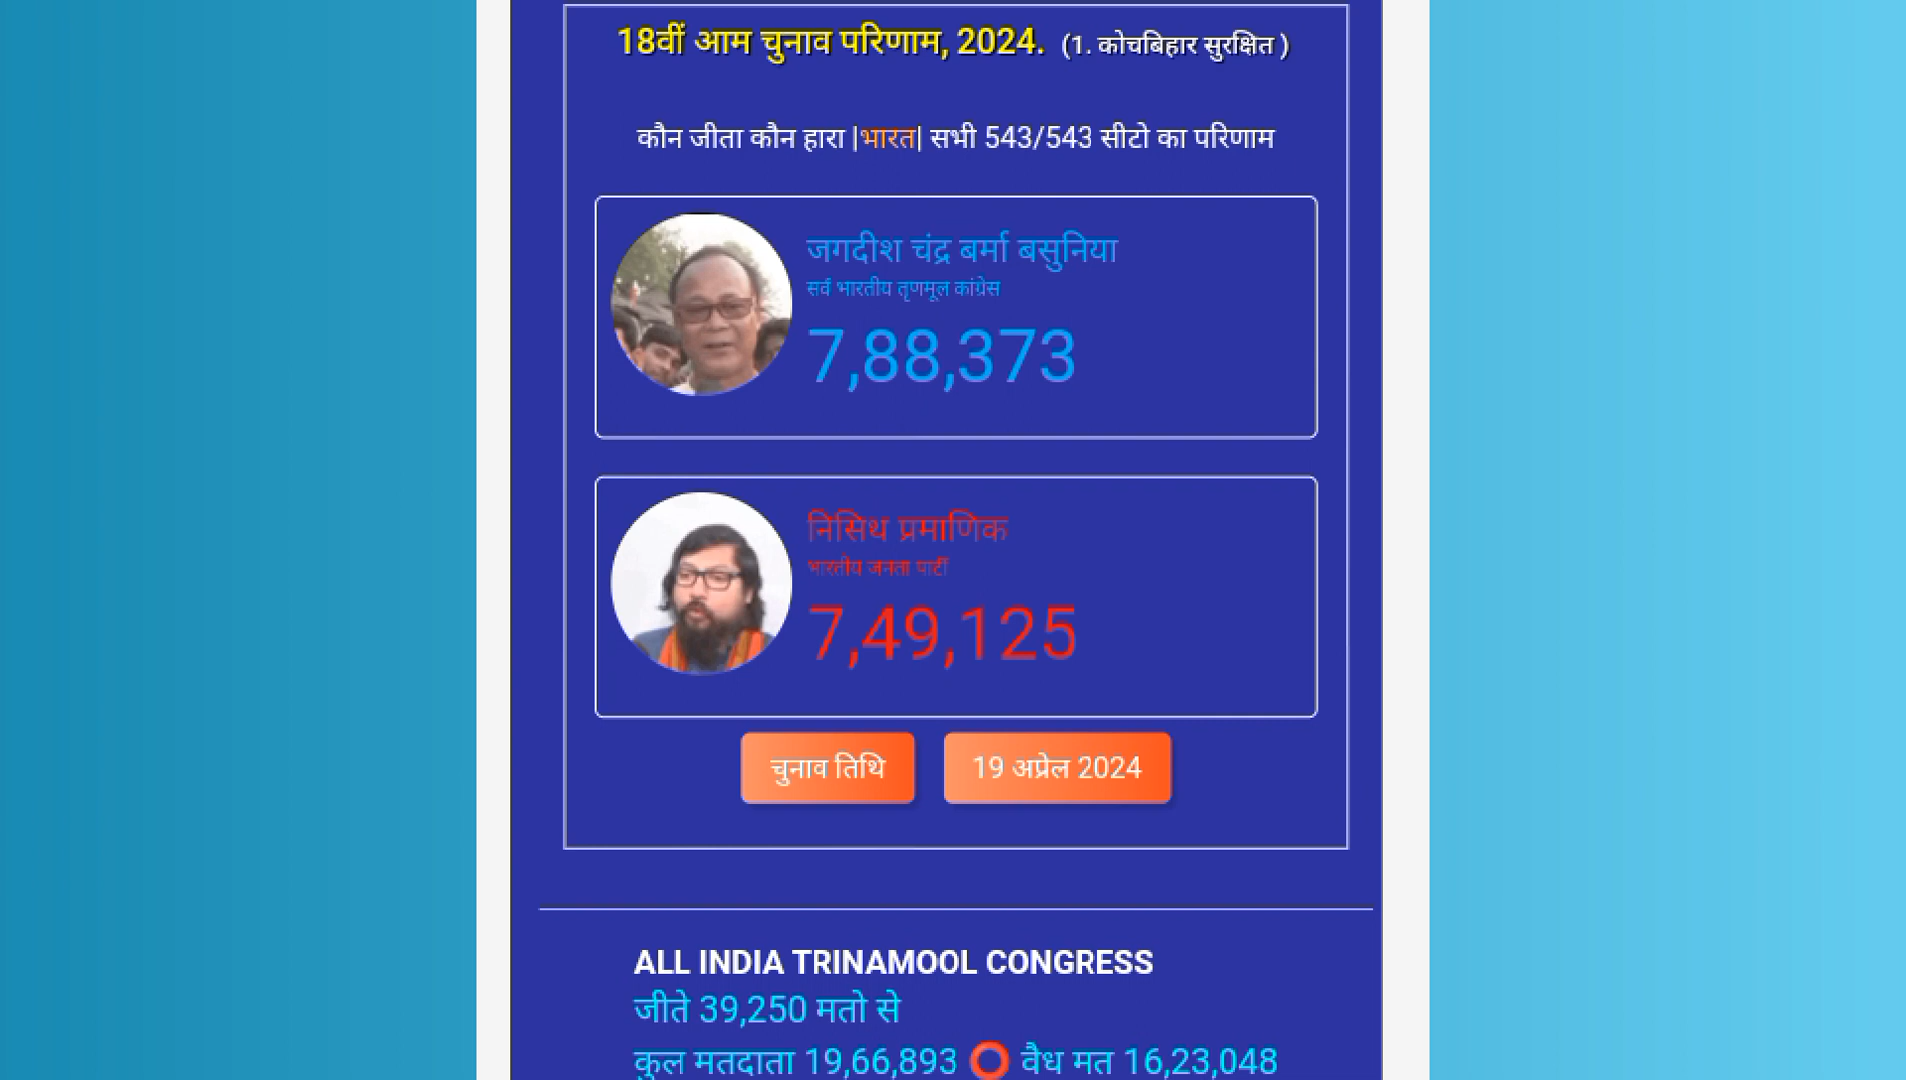 18वीं आम चुनाव परिणाम, 2024. (1. कोचबिहार सुरक्षित )
कौन जीता कौन हारा |भारत| सभी 543/543 सीटो का परिणाम
जगदीश चंद्र बर्मा बसुनिया
सर्व भारतीय तृणमूल कांग्रेस
7,88,373
निसिथ प्रमाणिक
भारतीय जनता पार्टी
7,49,125
चुनाव तिथि 19 अप्रेल 2024
ALL INDIA TRINAMOOL CONGRESS
जीते 39,250 मतो से
कुल मतदाता 19,66,893 ⭕ वैध मत 16,23,048